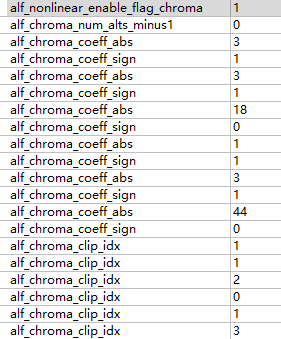 alf_nonlinear_enable_flag_chroma 1
alf_chroma_num_alts_minus1 0
alf_chroma_coeff_abs 3
alf_chroma_coeff_sign 1
alf_chroma_coeff_abs 3
alf_chroma_coeff_sign 1
alf_chroma_coeff_abs 18
alf_chroma_coeff_sign 0
alf_chroma_coeff_abs 1
alf_chroma_coeff_sign 1
alf_chroma_coeff_abs 3
alf_chroma_coeff_sign 1
alf_chroma_coeff_abs 44
alf_chroma_coeff_sign 0
alf_chroma_clip_idx 1
alf_chroma_clip_idx 1
alf_chroma_clip_idx 2
alf_chroma_clip_idx 0
alf_chroma_clip_idx 1
alf_chroma_clip_idx 3